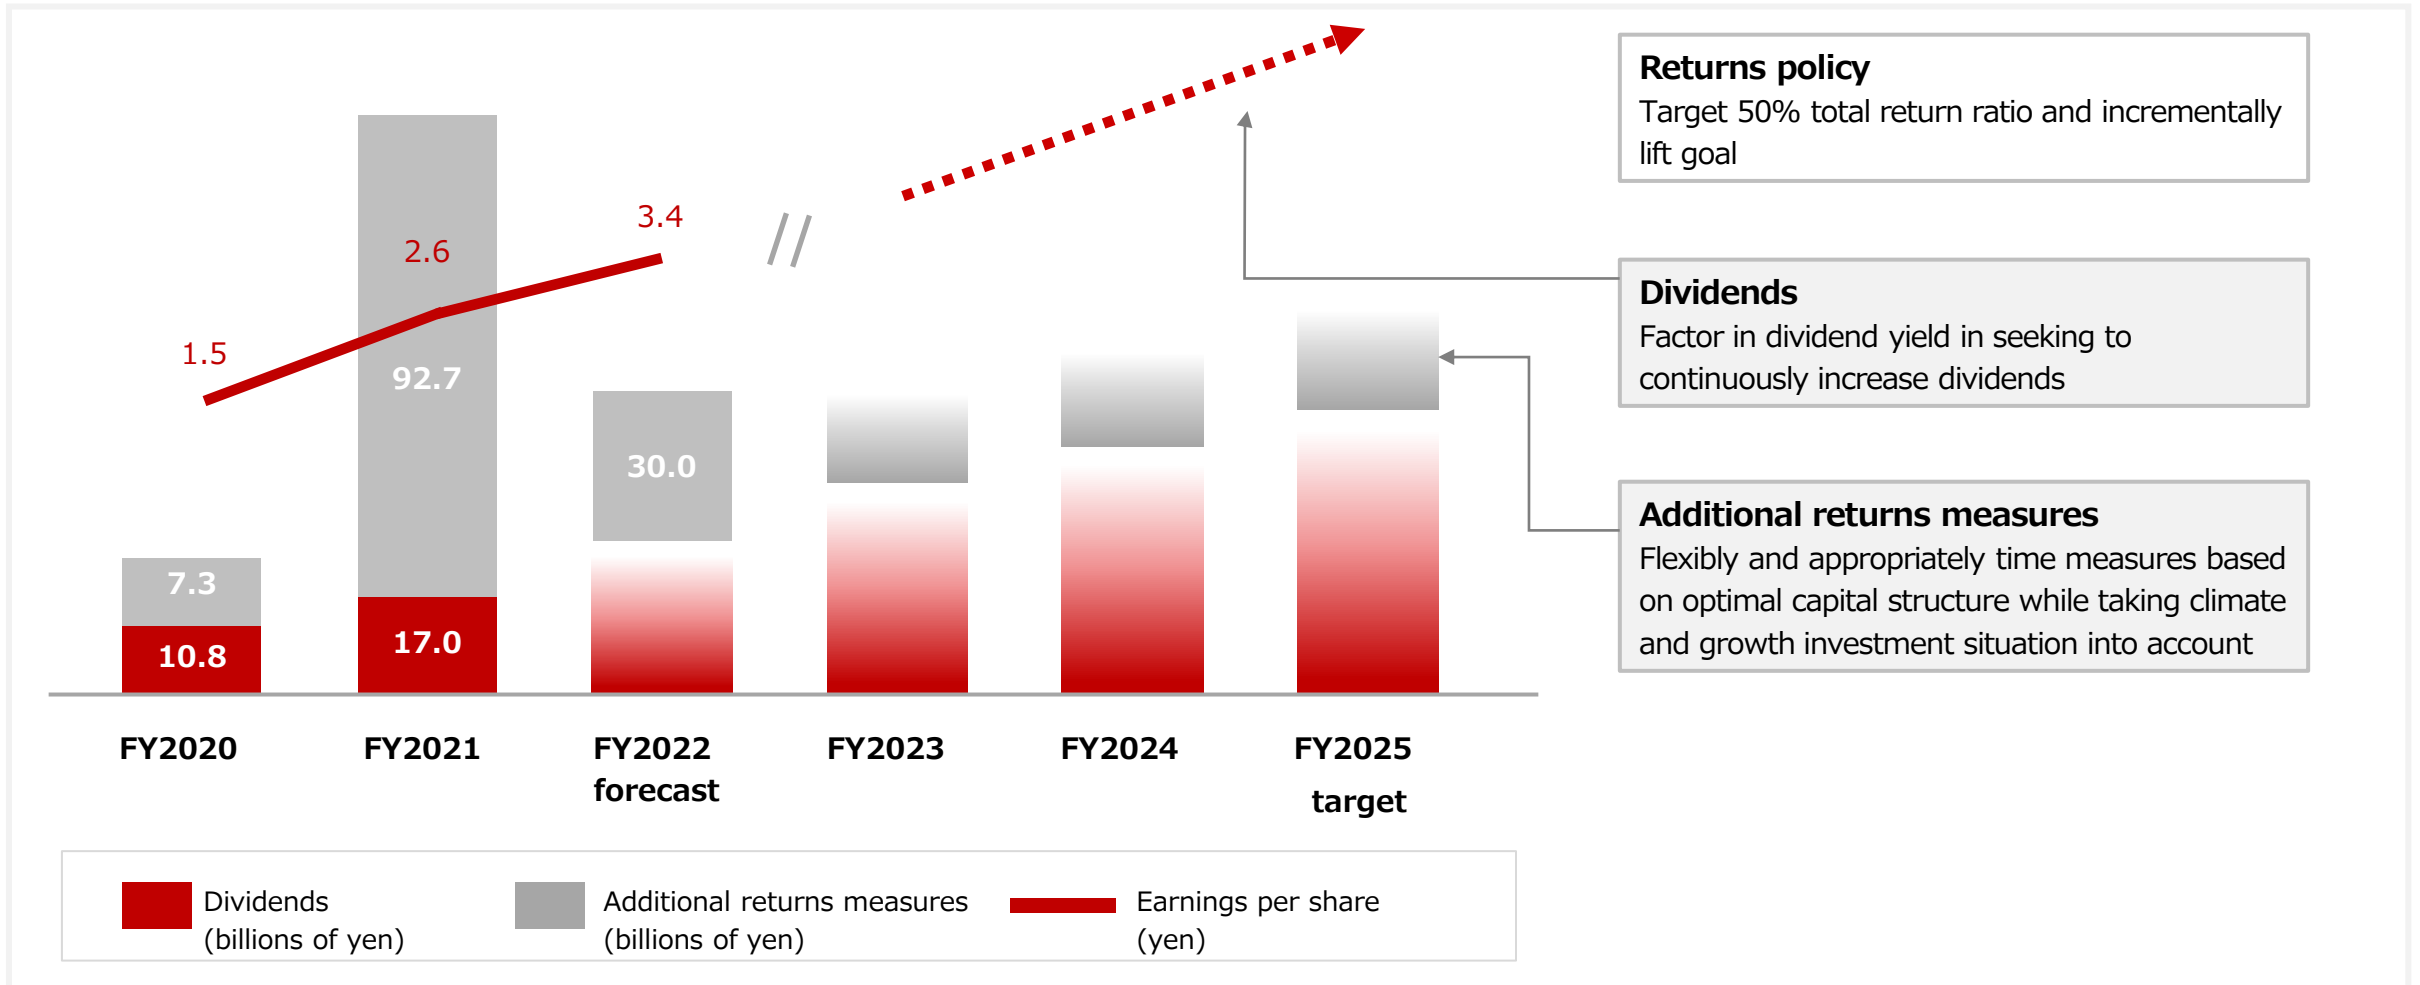 1.5
2.6
3.4
7.3
10.8
92.7
17.0
30.0
FY2020
FY2021
FY2022
forecast
FY2023
FY2024
FY2025
target
Dividends
(billions of yen)
Additional returns measures
(billions of yen)
Earnings per share
(yen)
Returns policy
Target 50% total return ratio and incrementally
lift goal
Dividends
Factor in dividend yield in seeking to
continuously increase dividends
Additional returns measures
Flexibly and appropriately time measures based
on optimal capital structure while taking climate
and growth investment situation into account